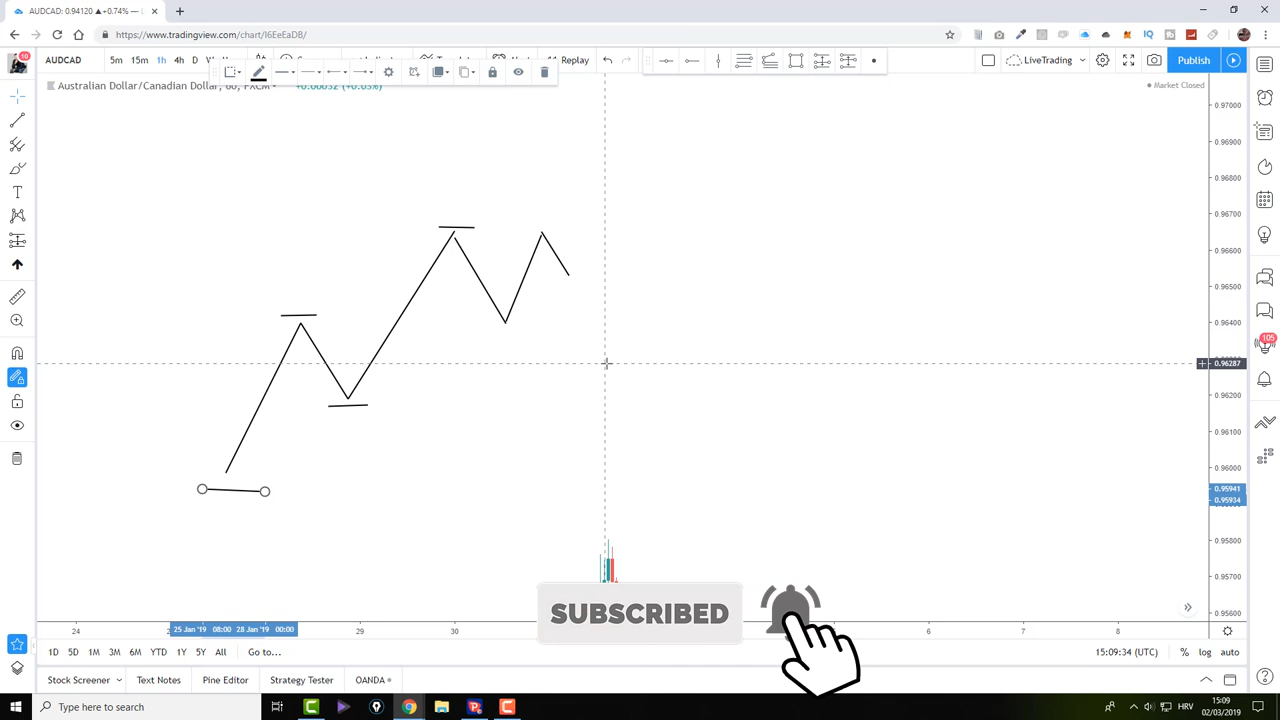 AUDCAD: 0.94120 ▲+0.74% — L
https://www.tradingview.com/chart/I6EeEaDB/
10
AUDCAD
5m 15m 1h 4h D
Replay
LiveTrading
Publish
Australian Dollar/Canadian Dollar, 60, FXCM
+0.00032 (+0.03%)
Market Closed
0.97000
0.96900
0.96800
0.96700
0.96600
0.96500
0.96400
0.96287
0.96200
0.96100
0.96000
0.95941
0.95934
0.95800
0.95700
0.95600
105
IQ
SUBSCRIBED
24
25 Jan '19 08:00
28 Jan '19 00:00
29
30
6
7
8
1D 5D 1M 3M 6M YTD 1Y 5Y All
Go to...
15:09:34 (UTC)
%
log
auto
Stock Screener
Text Notes
Pine Editor
Strategy Tester
OANDA
Type here to search
HRV
15:09
02/03/2019